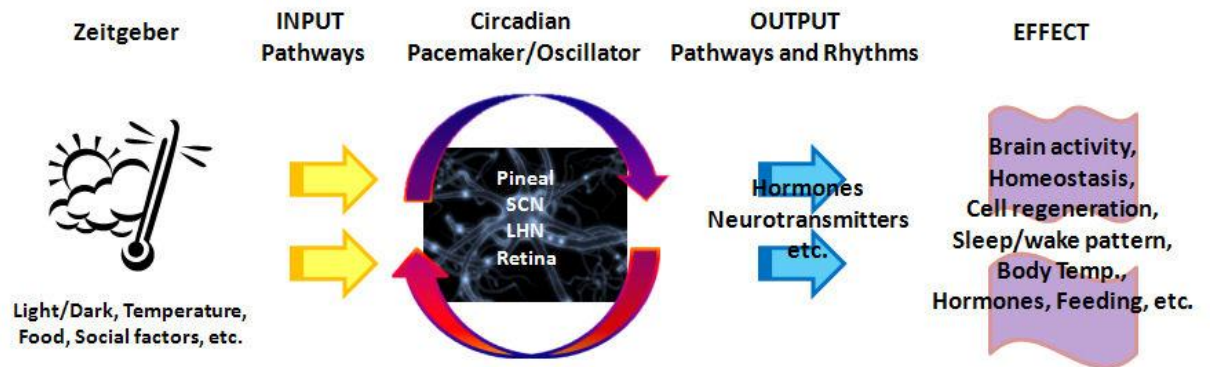 Zeitgeber
INPUT
Pathways
Circadian
Pacemaker/Oscillator
OUTPUT
Pathways and Rhythms
EFFECT
Light/Dark, Temperature,
Food, Social factors, etc.
Pineal
SCN
LHN
Retina
Hormones
Neurotransmitters
etc.
Brain activity,
Homeostasis,
Cell regeneration,
Sleep/wake pattern,
Body Temp.,
Hormones, Feeding, etc.